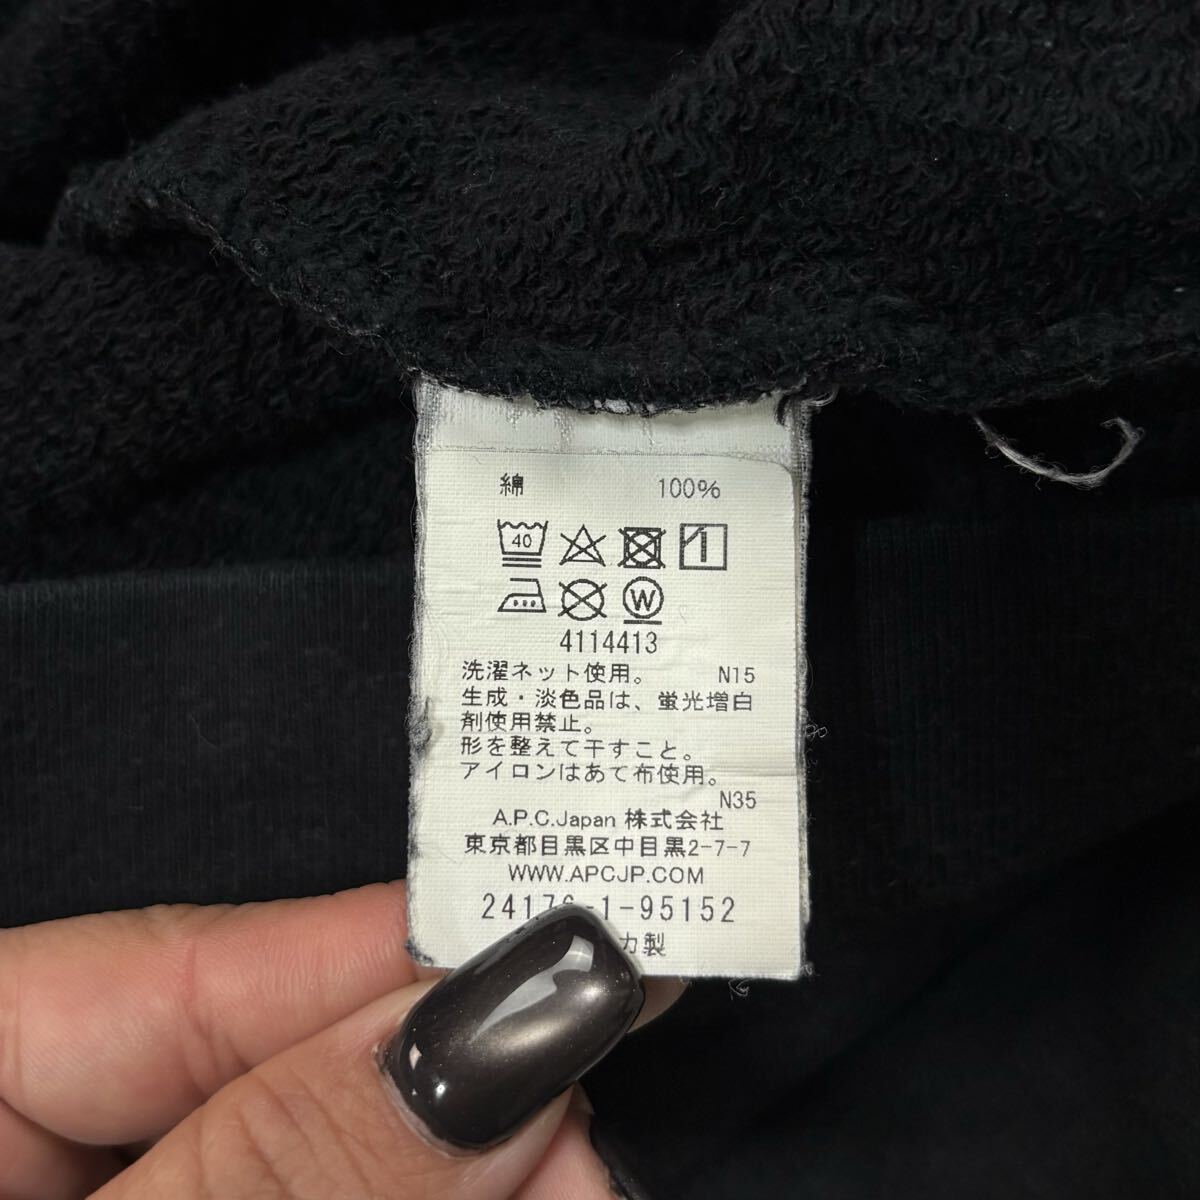 綿 100%
40
W
4114413
洗濯ネット使用。 N15
生成・淡色品は、蛍光増白
剤使用禁止。
形を整えて干すこと。
アイロンはあて布使用。
N35
A.P.C.Japan 株式会社
東京都目黒区中目黒2-7-7
WWW.APCJP.COM
-1-95152
製